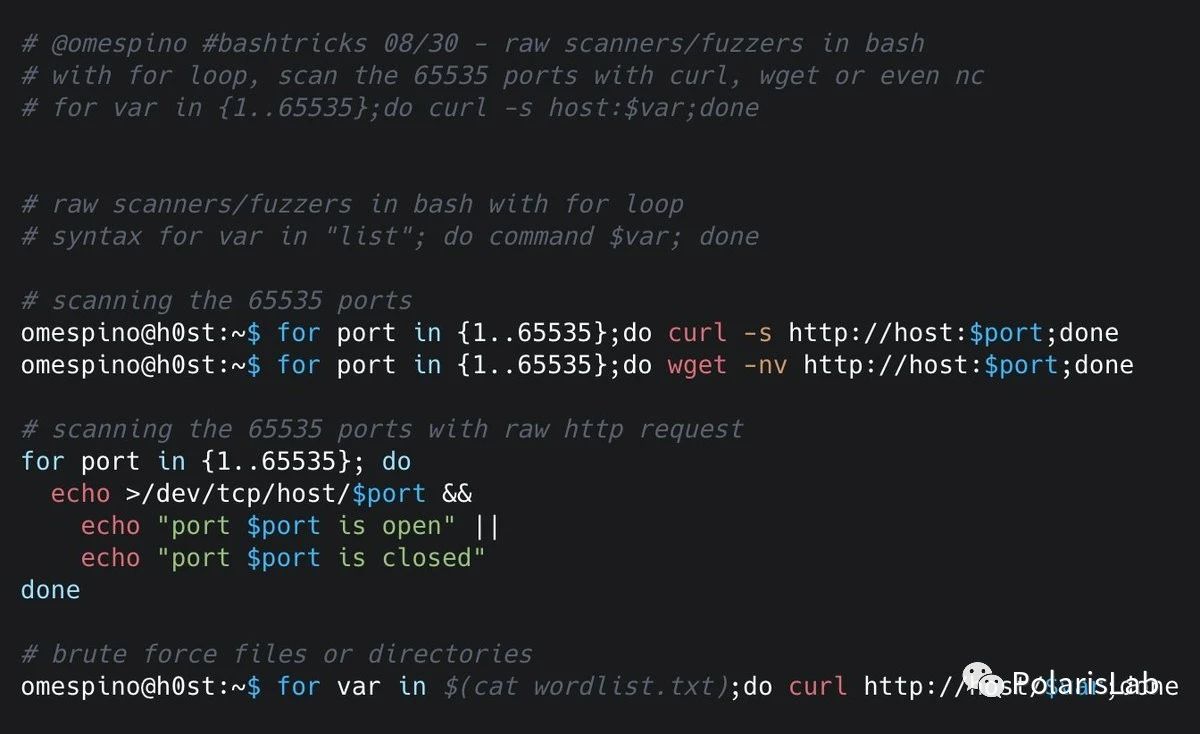 # @omespino #bashtricks 08/30 - raw scanners/fuzzers in bash
# with for loop, scan the 65535 ports with curl, wget or even nc
# for var in {1..65535};do curl -s host:$var;done
# raw scanners/fuzzers in bash with for loop
# syntax for var in "list"; do command $var; done
# scanning the 65535 ports
omespino@h0st:~$ for port in {1..65535};do curl -s http://host:$port;done
omespino@h0st:~$ for port in {1..65535};do wget -nv http://host:$port;done
# scanning the 65535 ports with raw http request
for port in {1..65535}; do
  echo >/dev/tcp/host/$port &&
    echo "port $port is open" ||
    echo "port $port is closed"
done
# brute force files or directories
omespino@h0st:~$ for var in $(cat wordlist.txt);do curl http://host/$var;done
PolarisLab